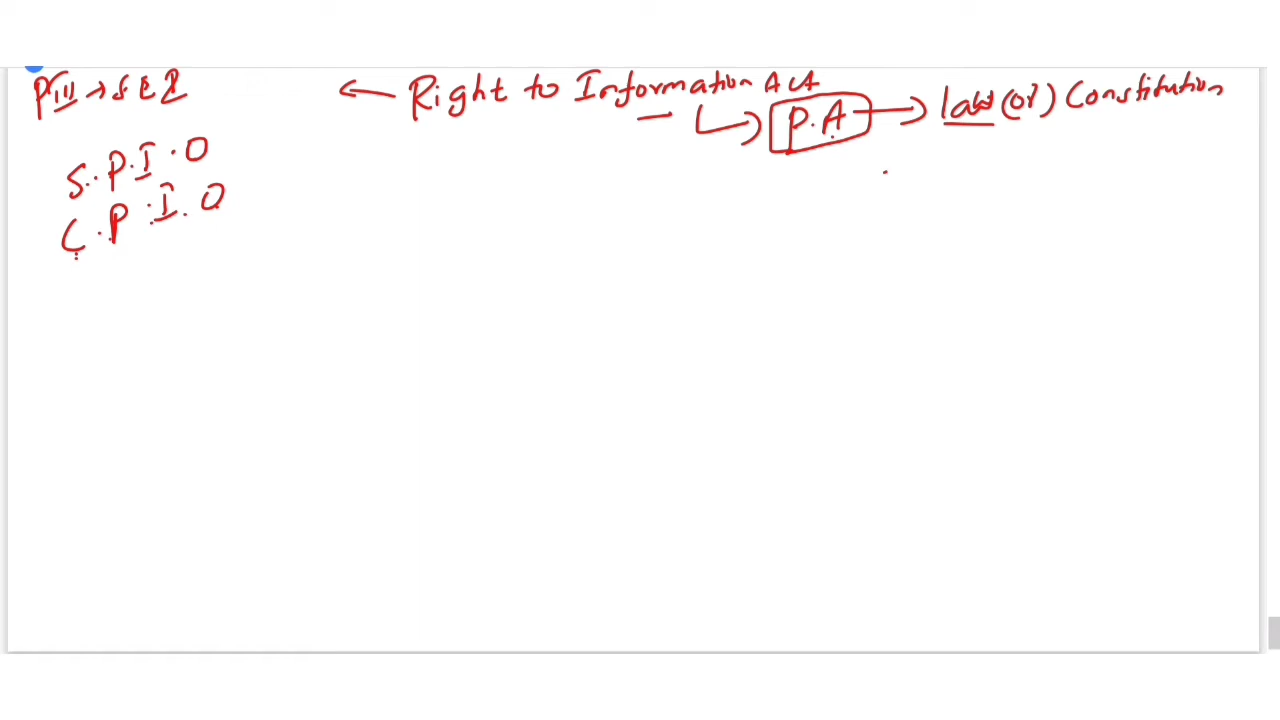 ← Right to Information Act
P.A → law (or) Constitution
S.P.I.O
C.P.I.O